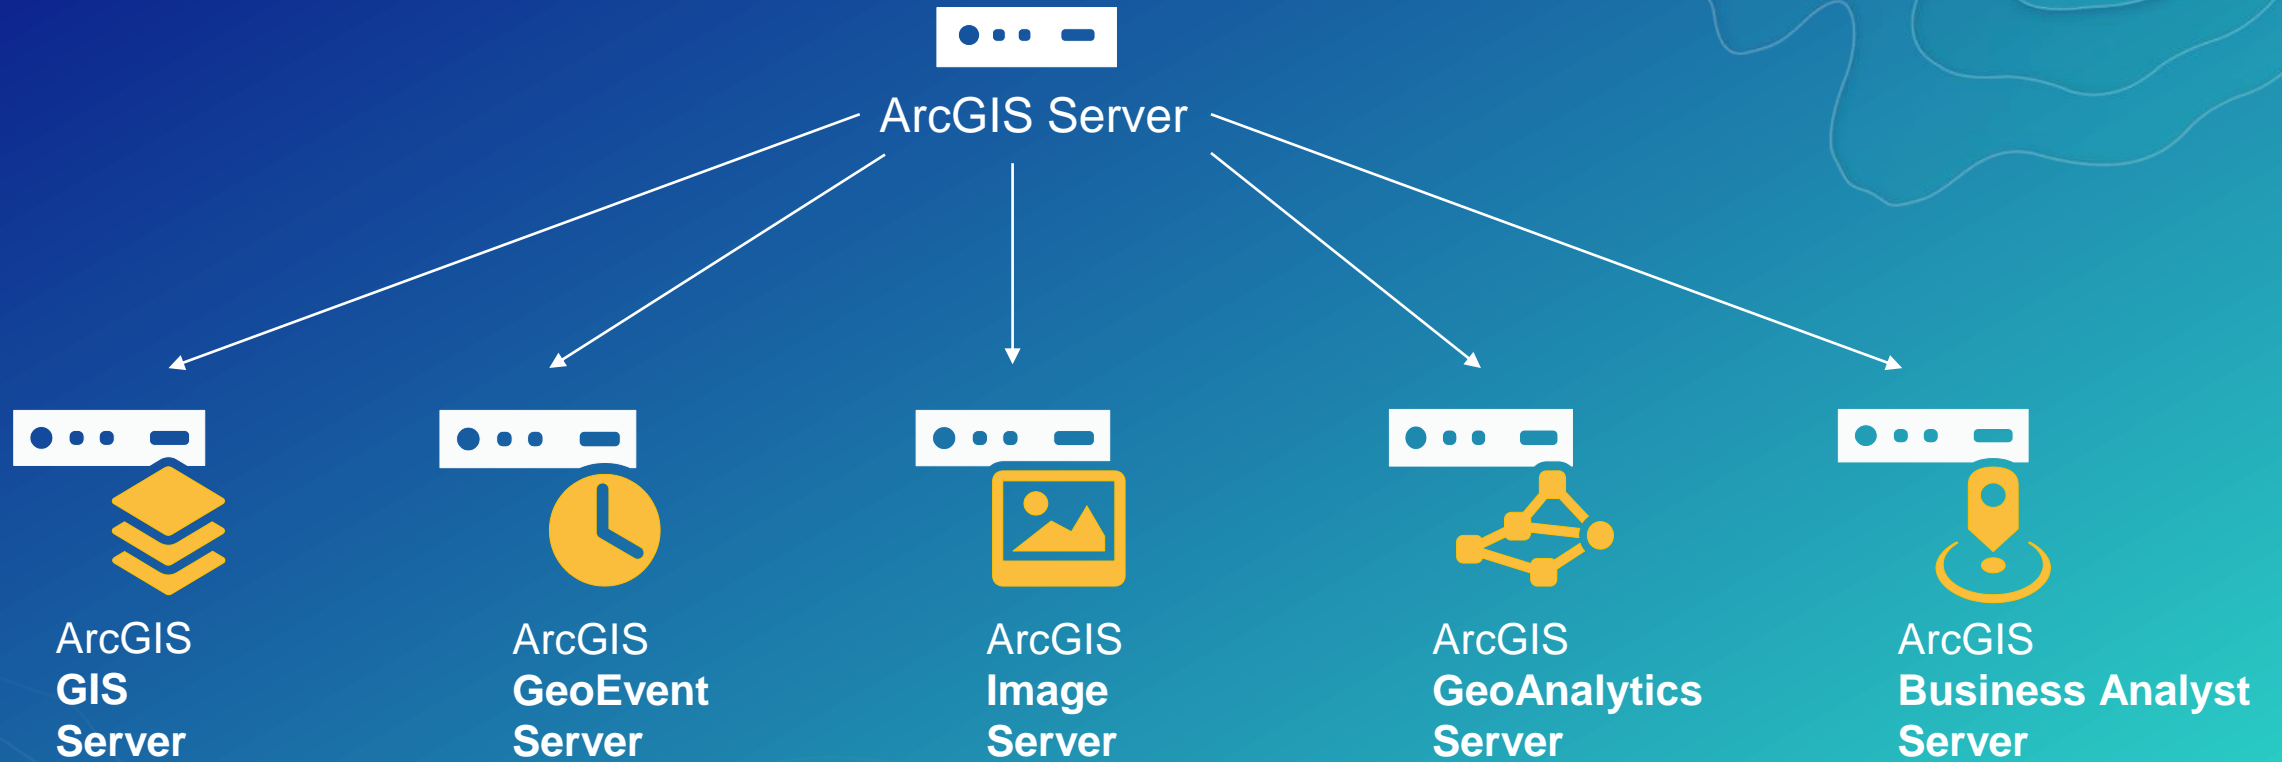 ArcGIS Server
ArcGIS
GIS
Server
ArcGIS
GeoEvent
Server
ArcGIS
Image
Server
ArcGIS
GeoAnalytics
Server
ArcGIS
Business Analyst
Server